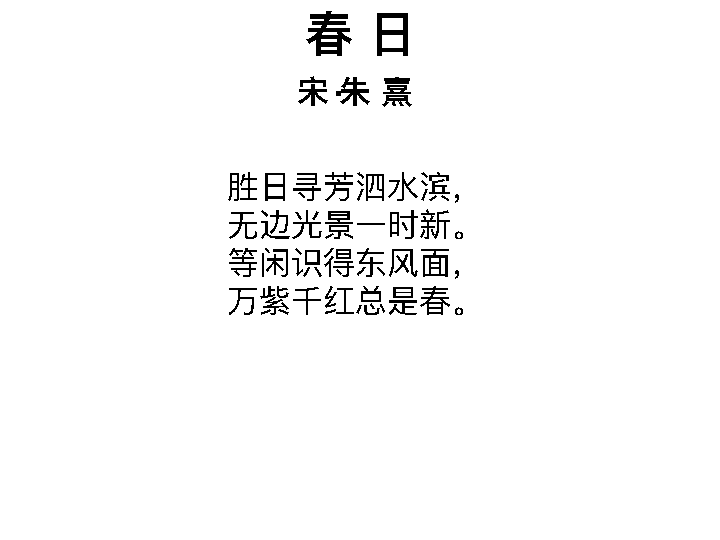 春 日
宋·朱 熹
胜日寻芳泗水滨，
无边光景一时新。
等闲识得东风面，
万紫千红总是春。